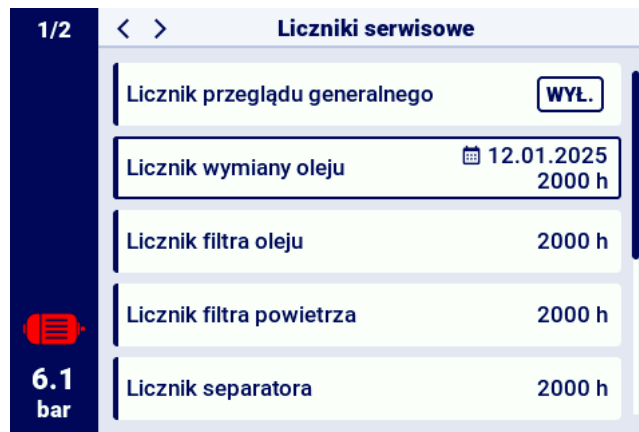 1/2
< > Liczniki serwisowe
Licznik przeglądu generalnego WYŁ.
Licznik wymiany oleju 12.01.2025
2000 h
Licznik filtra oleju 2000 h
Licznik filtra powietrza 2000 h
Licznik separatora 2000 h
6.1
bar